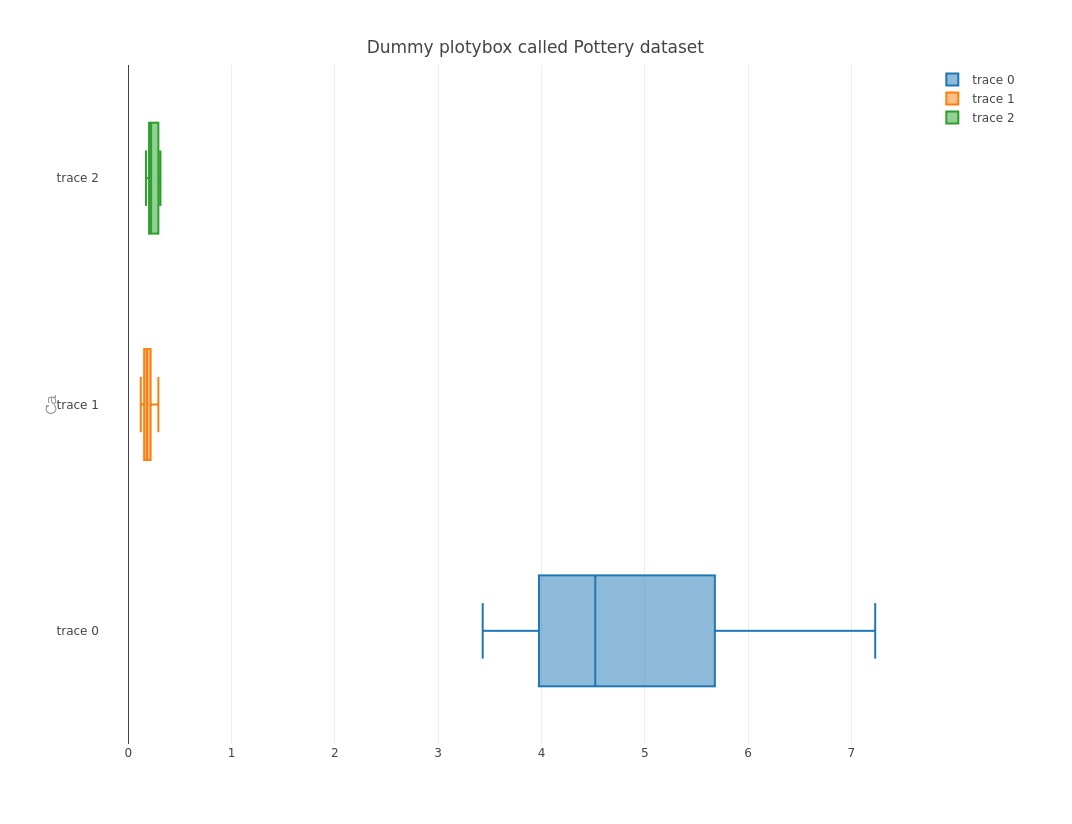 Dummy plotybox called Pottery dataset
trace 0
trace 1
trace 2
trace 2
Ca
trace 1
trace 0
0 1 2 3 4 5 6 7